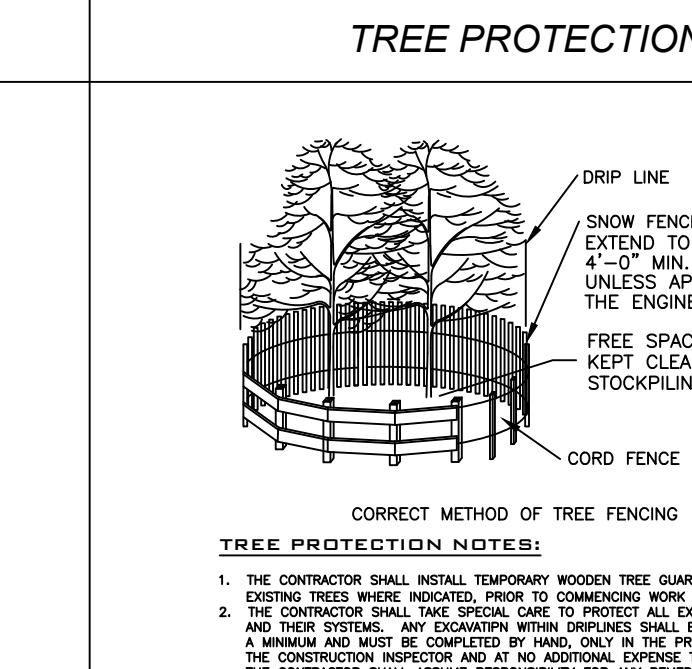 TREE PROTECTION
DRIP LINE
SNOW FENC
EXTEND TO
4'-0" MIN.
UNLESS AP
THE ENGINE
FREE SPAC
KEPT CLEA
STOCKPILIN
CORD FENCE
CORRECT METHOD OF TREE FENCING
TREE PROTECTION NOTES:
1. THE CONTRACTOR SHALL INSTALL TEMPORARY WOODEN TREE GUAR
EXISTING TREES WHERE INDICATED, PRIOR TO COMMENCING WORK
2. THE CONTRACTOR SHALL TAKE SPECIAL CARE TO PROTECT ALL EX
AND THEIR SYSTEMS. ANY EXCAVATIPN WITHIN DRIPLINES SHALL B
A MINIMUM AND MUST BE COMPLETED BY HAND, ONLY IN THE PR
THE CONSTRUCTION INSPECTOR AND AT NO ADDITIONAL EXPENSE